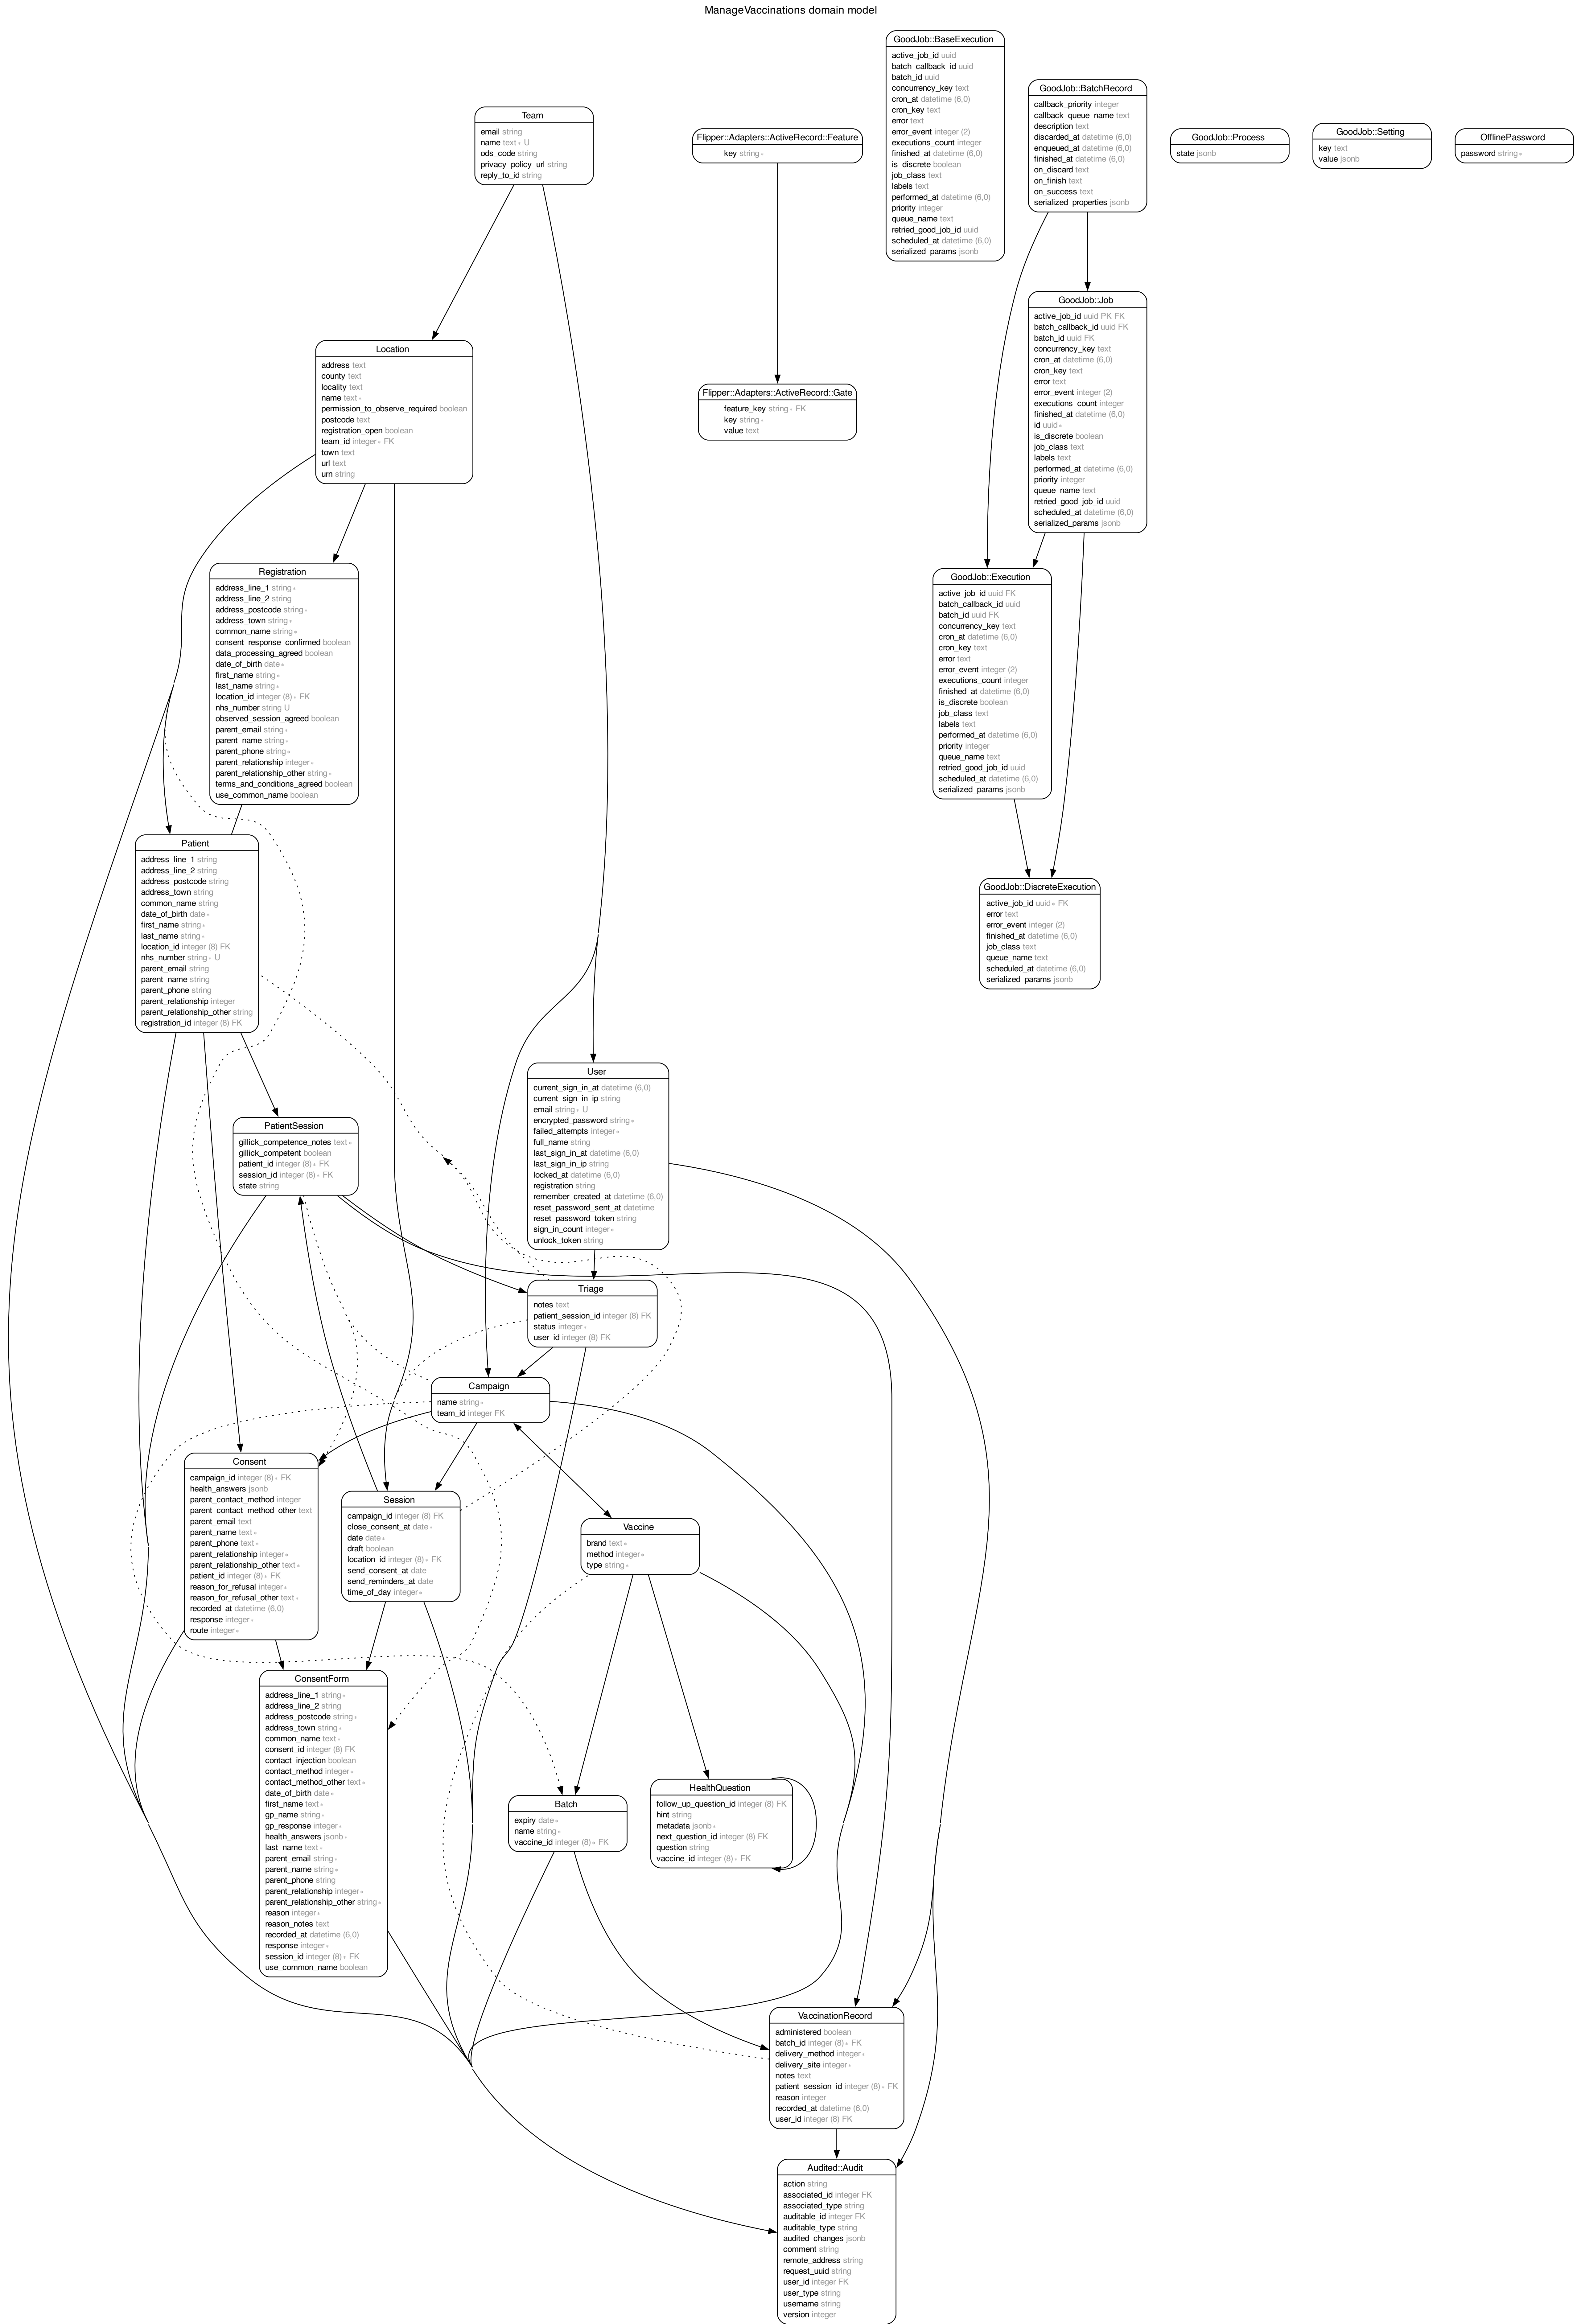 ManageVaccinations domain model
GoodJob::BaseExecution
active_job_id uuid
batch_callback_id uuid
batch_id uuid
concurrency_key text
cron_at datetime (6,0)
cron_key text
error text
error_event integer (2)
executions_count integer
finished_at datetime (6,0)
is_discrete boolean
job_class text
labels text
performed_at datetime (6,0)
priority integer
queue_name text
retried_good_job_id uuid
scheduled_at datetime (6,0)
serialized_params jsonb
GoodJob::BatchRecord
callback_priority integer
callback_queue_name text
description text
discarded_at datetime (6,0)
enqueued_at datetime (6,0)
finished_at datetime (6,0)
on_discard text
on_finish text
on_success text
serialized_properties jsonb
Team
email string
name text∗ U
ods_code string
privacy_policy_url string
reply_to_id string
Flipper::Adapters::ActiveRecord::Feature
key string∗
GoodJob::Process
state jsonb
GoodJob::Setting
key text
value jsonb
OfflinePassword
password string∗
GoodJob::Job
active_job_id uuid PK FK
batch_callback_id uuid FK
batch_id uuid FK
concurrency_key text
cron_at datetime (6,0)
cron_key text
error text
error_event integer (2)
executions_count integer
finished_at datetime (6,0)
id uuid∗
is_discrete boolean
job_class text
labels text
performed_at datetime (6,0)
priority integer
queue_name text
retried_good_job_id uuid
scheduled_at datetime (6,0)
serialized_params jsonb
Location
address text
county text
locality text
name text∗
permission_to_observe_required boolean
postcode text
registration_open boolean
team_id integer∗ FK
town text
url text
urn string
Flipper::Adapters::ActiveRecord::Gate
feature_key string∗ FK
key string∗
value text
Registration
address_line_1 string∗
address_line_2 string
address_postcode string∗
address_town string∗
common_name string∗
consent_response_confirmed boolean
data_processing_agreed boolean
date_of_birth date∗
first_name string∗
last_name string∗
location_id integer (8)∗ FK
nhs_number string U
observed_session_agreed boolean
parent_email string∗
parent_name string∗
parent_phone string∗
parent_relationship integer∗
parent_relationship_other string∗
terms_and_conditions_agreed boolean
use_common_name boolean
GoodJob::Execution
active_job_id uuid FK
batch_callback_id uuid
batch_id uuid FK
concurrency_key text
cron_at datetime (6,0)
cron_key text
error text
error_event integer (2)
executions_count integer
finished_at datetime (6,0)
is_discrete boolean
job_class text
labels text
performed_at datetime (6,0)
priority integer
queue_name text
retried_good_job_id uuid
scheduled_at datetime (6,0)
serialized_params jsonb
Patient
address_line_1 string
address_line_2 string
address_postcode string
address_town string
common_name string
date_of_birth date∗
first_name string∗
last_name string∗
location_id integer (8) FK
nhs_number string∗ U
parent_email string
parent_name string
parent_phone string
parent_relationship integer
parent_relationship_other string
registration_id integer (8) FK
GoodJob::DiscreteExecution
active_job_id uuid∗ FK
error text
error_event integer (2)
finished_at datetime (6,0)
job_class text
queue_name text
scheduled_at datetime (6,0)
serialized_params jsonb
User
current_sign_in_at datetime (6,0)
current_sign_in_ip string
email string∗ U
encrypted_password string∗
failed_attempts integer∗
full_name string
last_sign_in_at datetime (6,0)
last_sign_in_ip string
locked_at datetime (6,0)
registration string
remember_created_at datetime (6,0)
reset_password_sent_at datetime
reset_password_token string
sign_in_count integer∗
unlock_token string
PatientSession
gillick_competence_notes text∗
gillick_competent boolean
patient_id integer (8)∗ FK
session_id integer (8)∗ FK
state string
Triage
notes text
patient_session_id integer (8) FK
status integer∗
user_id integer (8) FK
Campaign
name string∗
team_id integer FK
Consent
campaign_id integer (8)∗ FK
health_answers jsonb
parent_contact_method integer
parent_contact_method_other text
parent_email text
parent_name text∗
parent_phone text∗
parent_relationship integer∗
parent_relationship_other text∗
patient_id integer (8)∗ FK
reason_for_refusal integer∗
reason_for_refusal_other text∗
recorded_at datetime (6,0)
response integer∗
route integer∗
Session
campaign_id integer (8) FK
close_consent_at date∗
date date∗
draft boolean
location_id integer (8)∗ FK
send_consent_at date
send_reminders_at date
time_of_day integer∗
Vaccine
brand text∗
method integer∗
type string∗
ConsentForm
address_line_1 string∗
address_line_2 string
address_postcode string∗
address_town string∗
common_name text∗
consent_id integer (8) FK
contact_injection boolean
contact_method integer∗
contact_method_other text∗
date_of_birth date∗
first_name text∗
gp_name string∗
gp_response integer∗
health_answers jsonb∗
last_name text∗
parent_email string∗
parent_name string∗
parent_phone string
parent_relationship integer∗
parent_relationship_other string∗
reason integer∗
reason_notes text
recorded_at datetime (6,0)
response integer∗
session_id integer (8)∗ FK
use_common_name boolean
Batch
expiry date∗
name string∗
vaccine_id integer (8)∗ FK
HealthQuestion
follow_up_question_id integer (8) FK
hint string
metadata jsonb∗
next_question_id integer (8) FK
question string
vaccine_id integer (8)∗ FK
VaccinationRecord
administered boolean
batch_id integer (8)∗ FK
delivery_method integer∗
delivery_site integer∗
notes text
patient_session_id integer (8)∗ FK
reason integer
recorded_at datetime (6,0)
user_id integer (8) FK
Audited::Audit
action string
associated_id integer FK
associated_type string
auditable_id integer FK
auditable_type string
audited_changes jsonb
comment string
remote_address string
request_uuid string
user_id integer FK
user_type string
username string
version integer